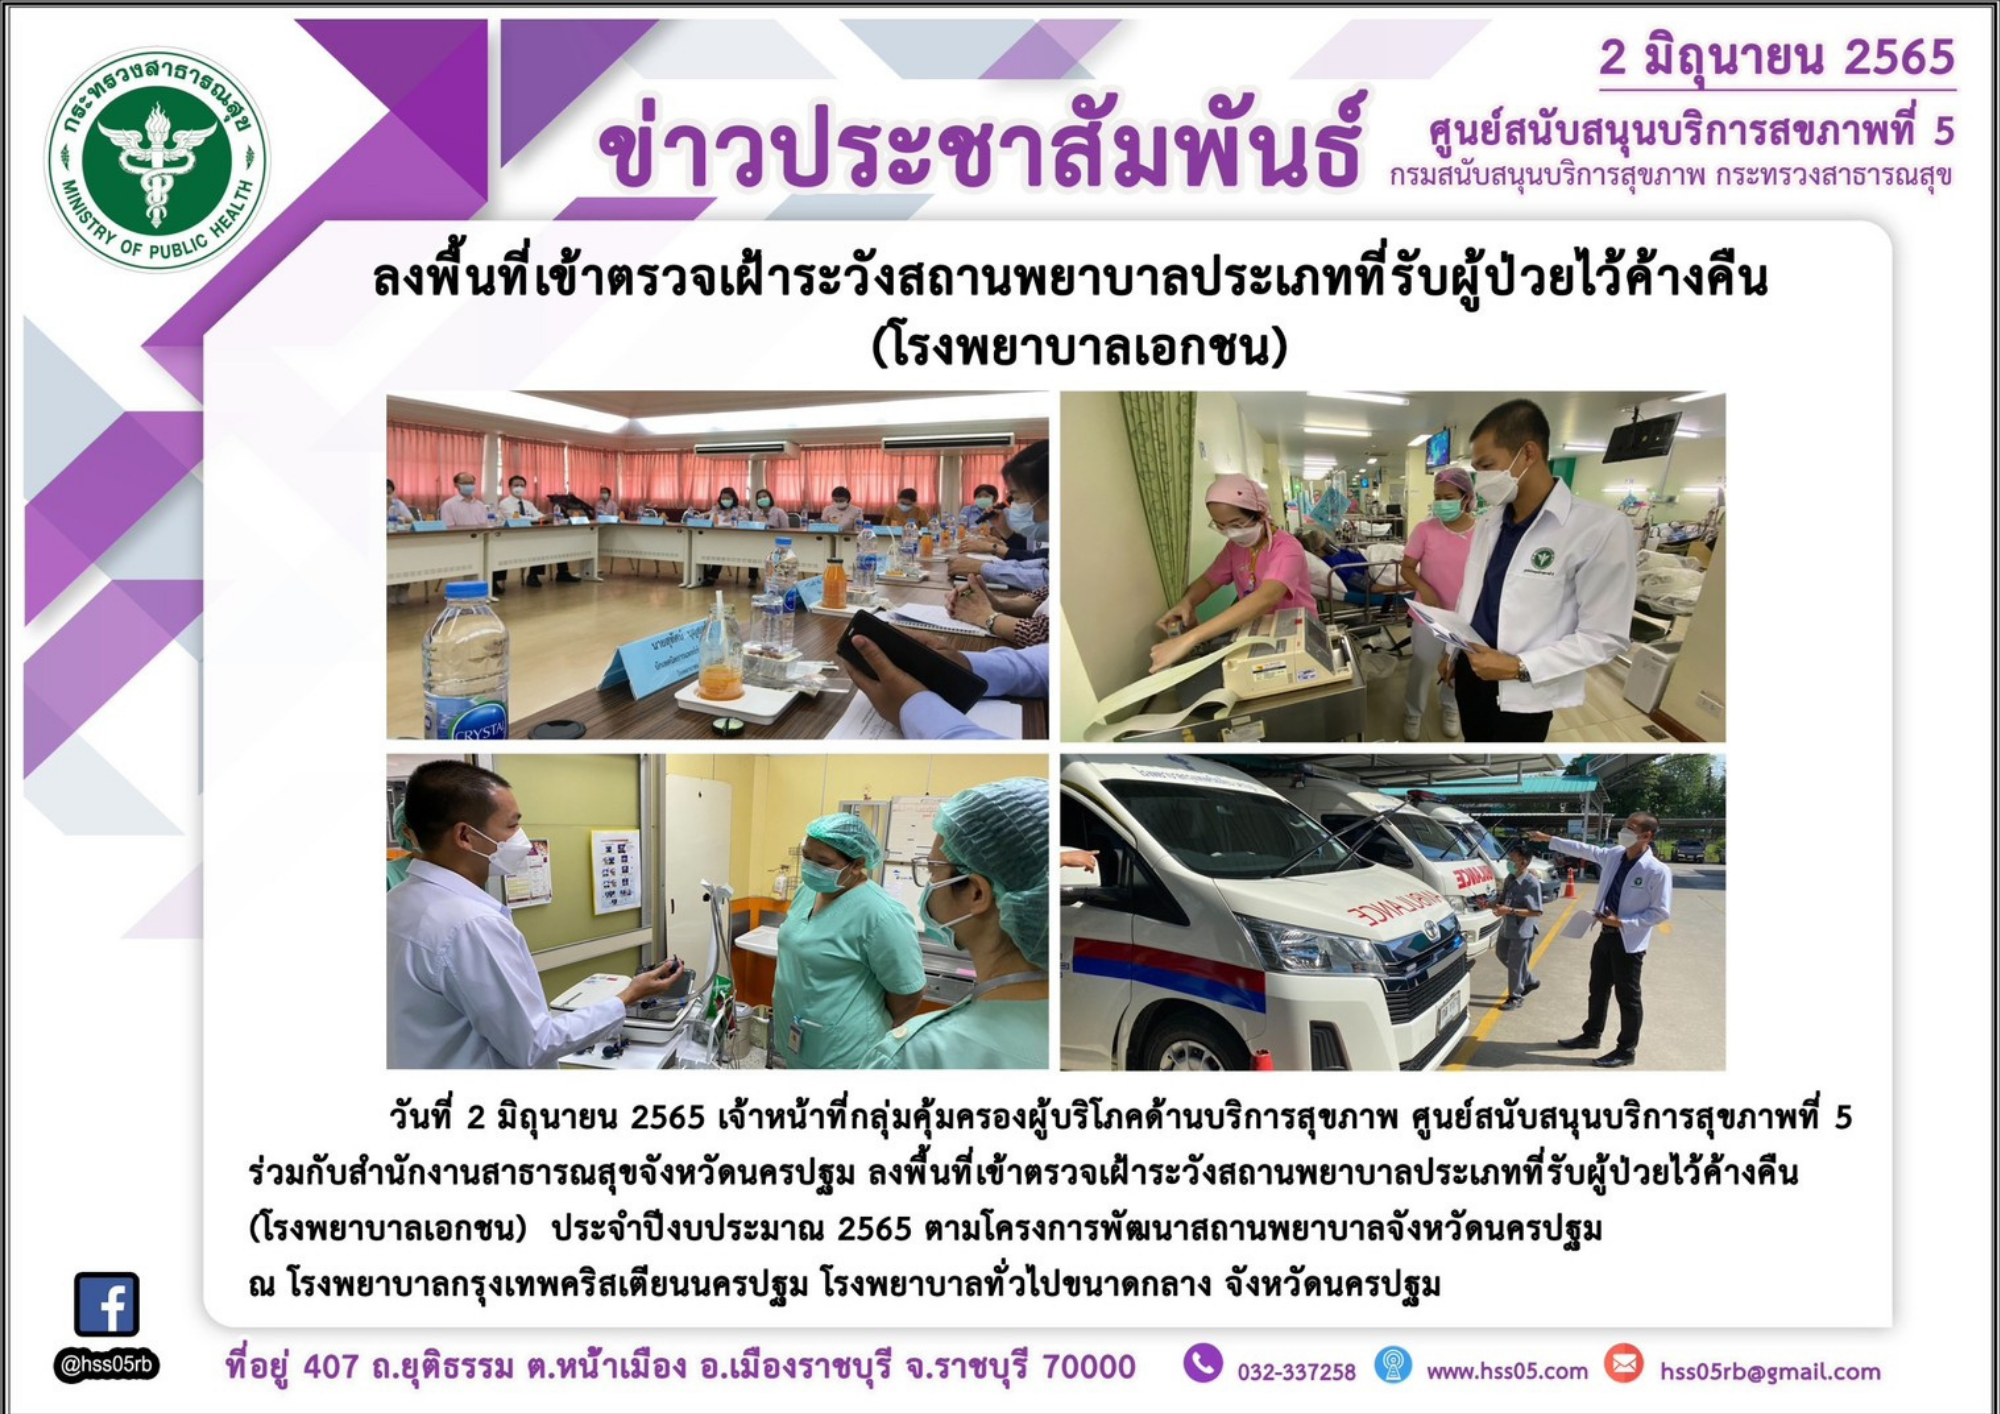 กระทรวงสาธารณสุข
MINISTRY OF PUBLIC HEALTH
2 มิถุนายน 2565
ข่าวประชาสัมพันธ์
ศูนย์สนับสนุนบริการสขภาพที่ 5
กรมสนับสนุนบริการสุขภาพ กระทรวงสาธารณสุข
ลงพื้นที่เข้าตรวจเฝ้าระวังสถานพยาบาลประเภทที่รับผู้ป่วยไว้ค้างคืน
(โรงพยาบาลเอกชน)
CRYSTA
AMBULANCE
วันที่ 2 มิถุนายน 2565 เจ้าหน้าที่กลุ่มคุ้มครองผู้บริโภคด้านบริการสุขภาพ ศูนย์สนับสนุนบริการสุขภาพที่ 5
ร่วมกับสำนักงานสาธารณสุขจังหวัดนครปฐม ลงพื้นที่เข้าตรวจเฝ้าระวังสถานพยาบาลประเภทที่รับผู้ป่วยไว้ค้างคืน
(โรงพยาบาลเอกชน) ประจำปีงบประมาณ 2565 ตามโครงการพัฒนาสถานพยาบาลจังหวัดนครปฐม
ณ โรงพยาบาลกรุงเทพคริสเตียนนครปฐม โรงพยาบาลทั่วไปขนาดกลาง จังหวัดนครปฐม
@hss05rb
ที่อยู่ 407 ถ.ยุติธรรม ต.หน้าเมือง อ.เมืองราชบุรี จ.ราชบุรี 70000
032-337258
www.hss05.com
hss05rb@gmail.com